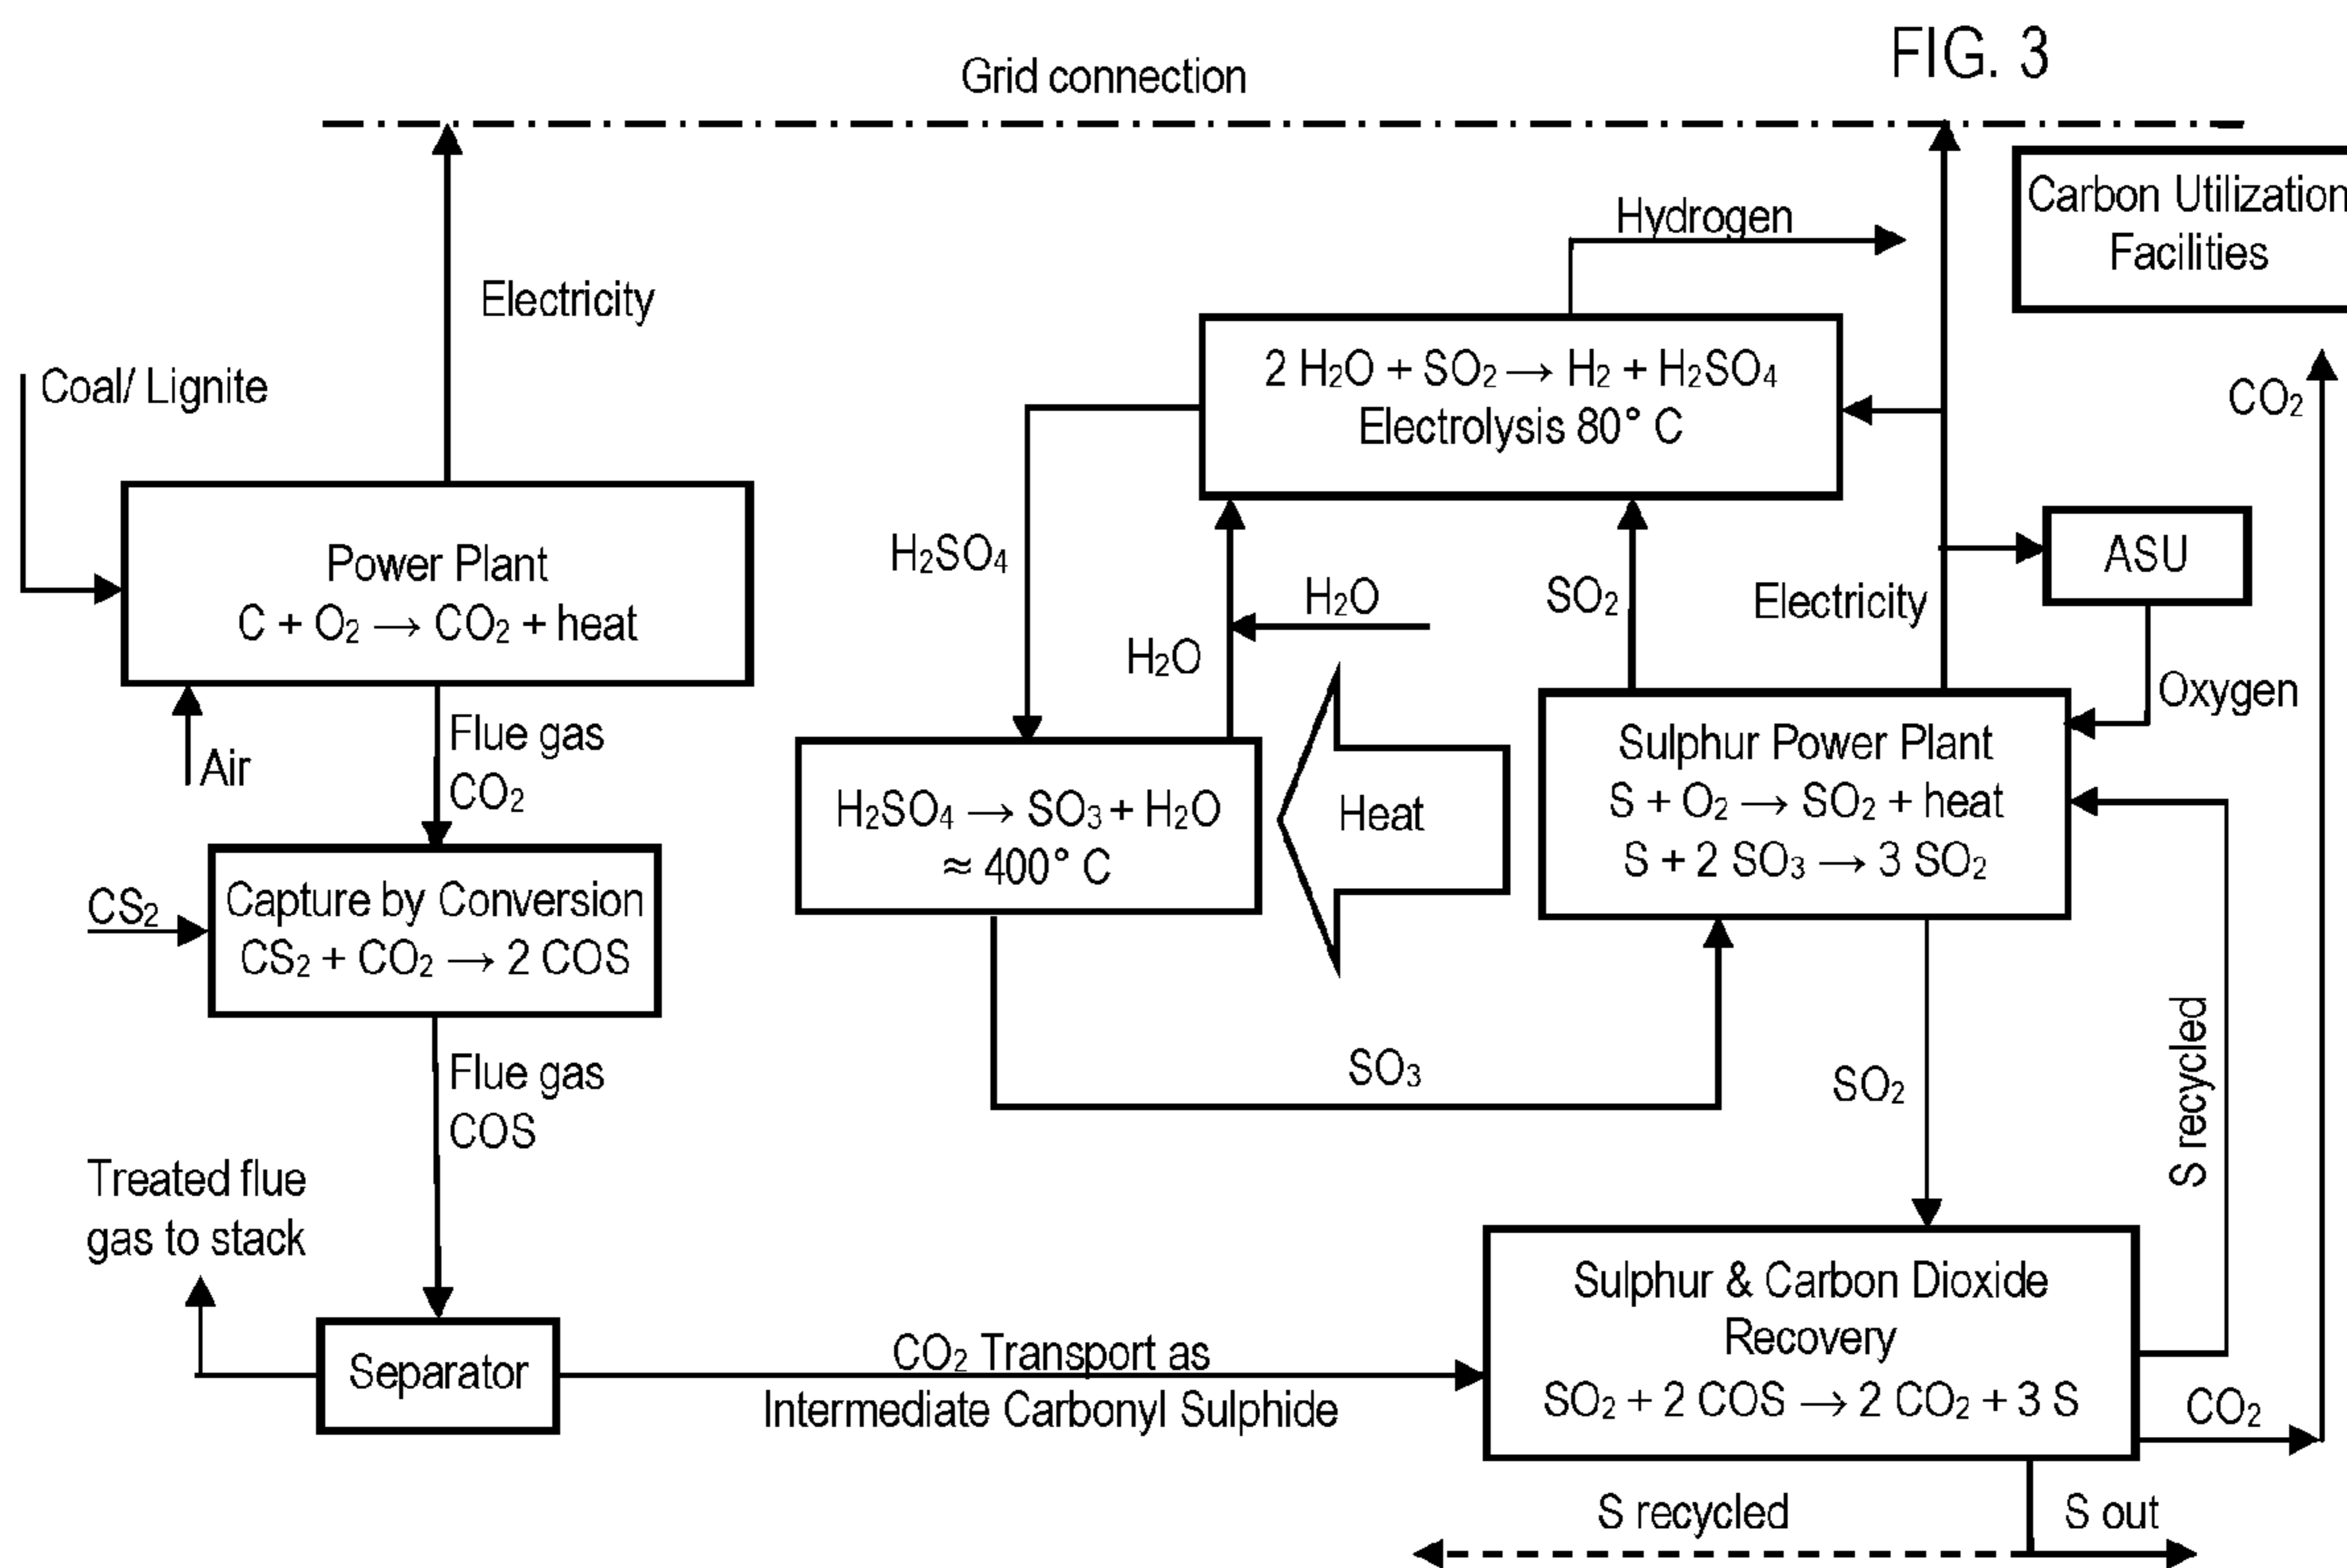 FIG. 3
Grid connection
Carbon Utilization
Facilities
Hydrogen
Electricity
2 H₂O + SO₂ → H₂ + H₂SO₄
Electrolysis 80° C
Coal/ Lignite
CO₂
Power Plant
C + O₂ → CO₂ + heat
H₂SO₄
H₂O
H₂O
SO₂
Electricity
ASU
Oxygen
Air
Flue gas
CO₂
H₂SO₄ → SO₃ + H₂O
≈ 400° C
Heat
Sulphur Power Plant
S + O₂ → SO₂ + heat
S + 2 SO₃ → 3 SO₂
CS₂
Capture by Conversion
CS₂ + CO₂ → 2 COS
Flue gas
COS
SO₃
SO₂
S recycled
Treated flue
gas to stack
Separator
CO₂ Transport as
Intermediate Carbonyl Sulphide
Sulphur & Carbon Dioxide
Recovery
SO₂ + 2 COS → 2 CO₂ + 3 S
CO₂
S recycled
S out